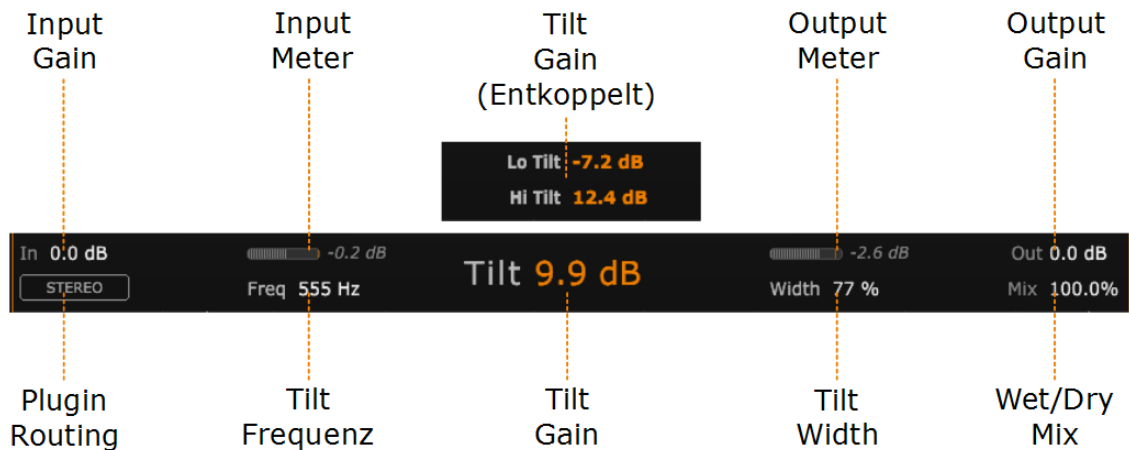 Input Gain
Input Meter
Tilt Gain (Entkoppelt)
Output Meter
Output Gain
Lo Tilt -7.2 dB
Hi Tilt 12.4 dB
In 0.0 dB
-0.2 dB
Tilt 9.9 dB
-2.6 dB
Out 0.0 dB
STEREO
Freq 555 Hz
Width 77 %
Mix 100.0%
Plugin Routing
Tilt Frequenz
Tilt Gain
Tilt Width
Wet/Dry Mix